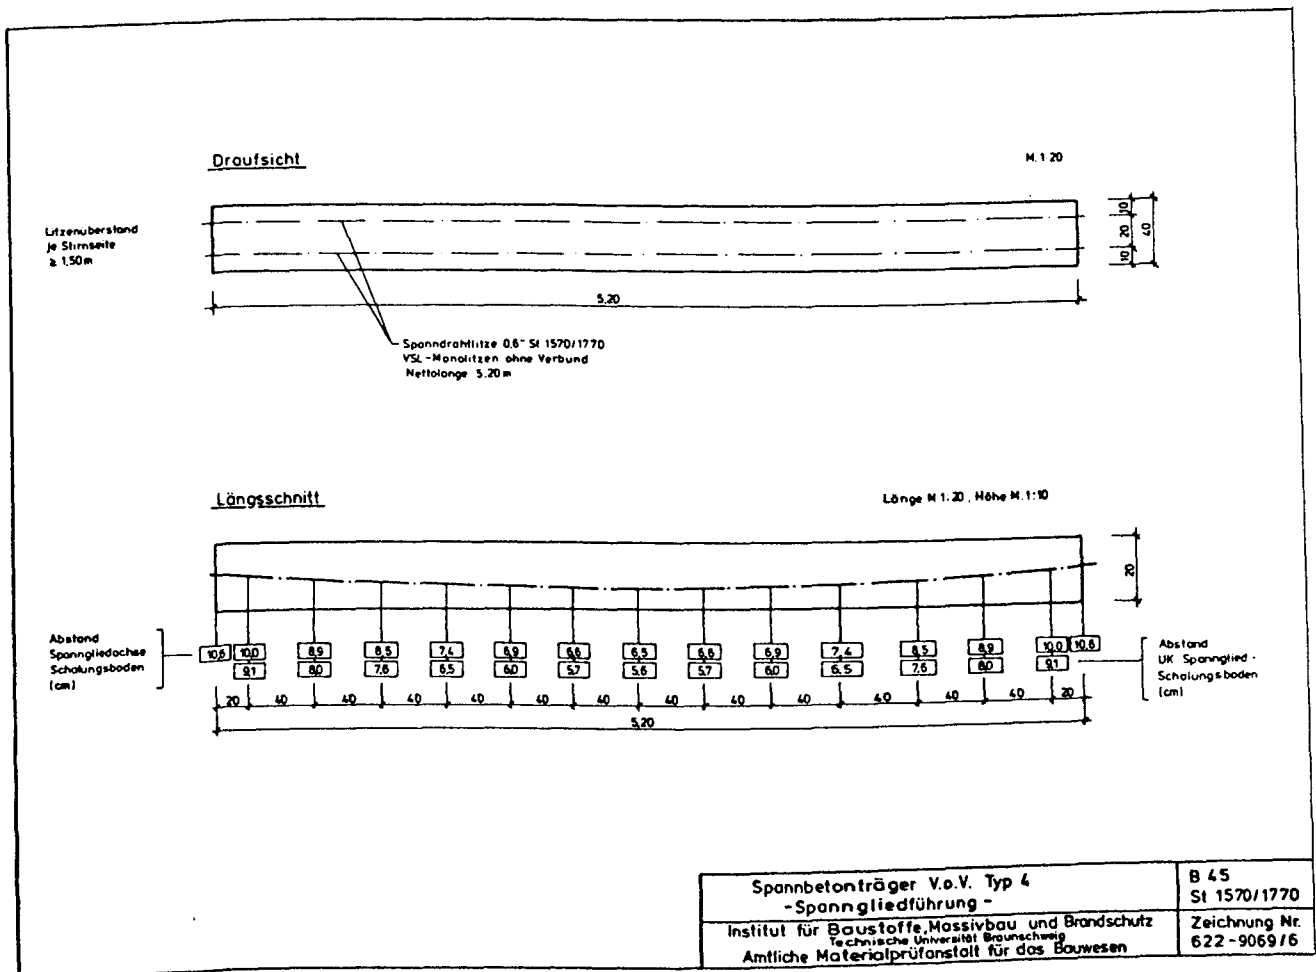 Draufsicht
M. 1:20
Litzenüberstand
je Stirnseite
≥ 1,50 m
10
20
10
40
5.20
Spanndrahtlitze 0,6" St 1570/1770
VSL-Monolitzen ohne Verbund
Nettolänge 5.20 m
Längsschnitt
Länge M 1:20, Höhe M. 1:10
20
Abstand
Spanngliedachse
Schalungsboden
(cm)
10,6 10,0 8,9 8,5 7,4 6,9 6,6 6,5 6,6 6,9 7,4 8,5 8,9 10,0 10,6
9,1 8,0 7,6 6,5 6,0 5,7 5,6 5,7 6,0 6,5 7,6 8,0 9,1
20 40 40 40 40 40 40 40 40 40 40 40 40 20
5.20
Abstand
UK Spannglied -
Schalungsboden
(cm)
Spannbetonträger V.o.V. Typ 4
-Spanngliedführung-
B 45
St 1570/1770
Institut für Baustoffe, Massivbau und Brandschutz
Technische Universität Braunschweig
Amtliche Materialprüfanstalt für das Bauwesen
Zeichnung Nr.
622-9069/6